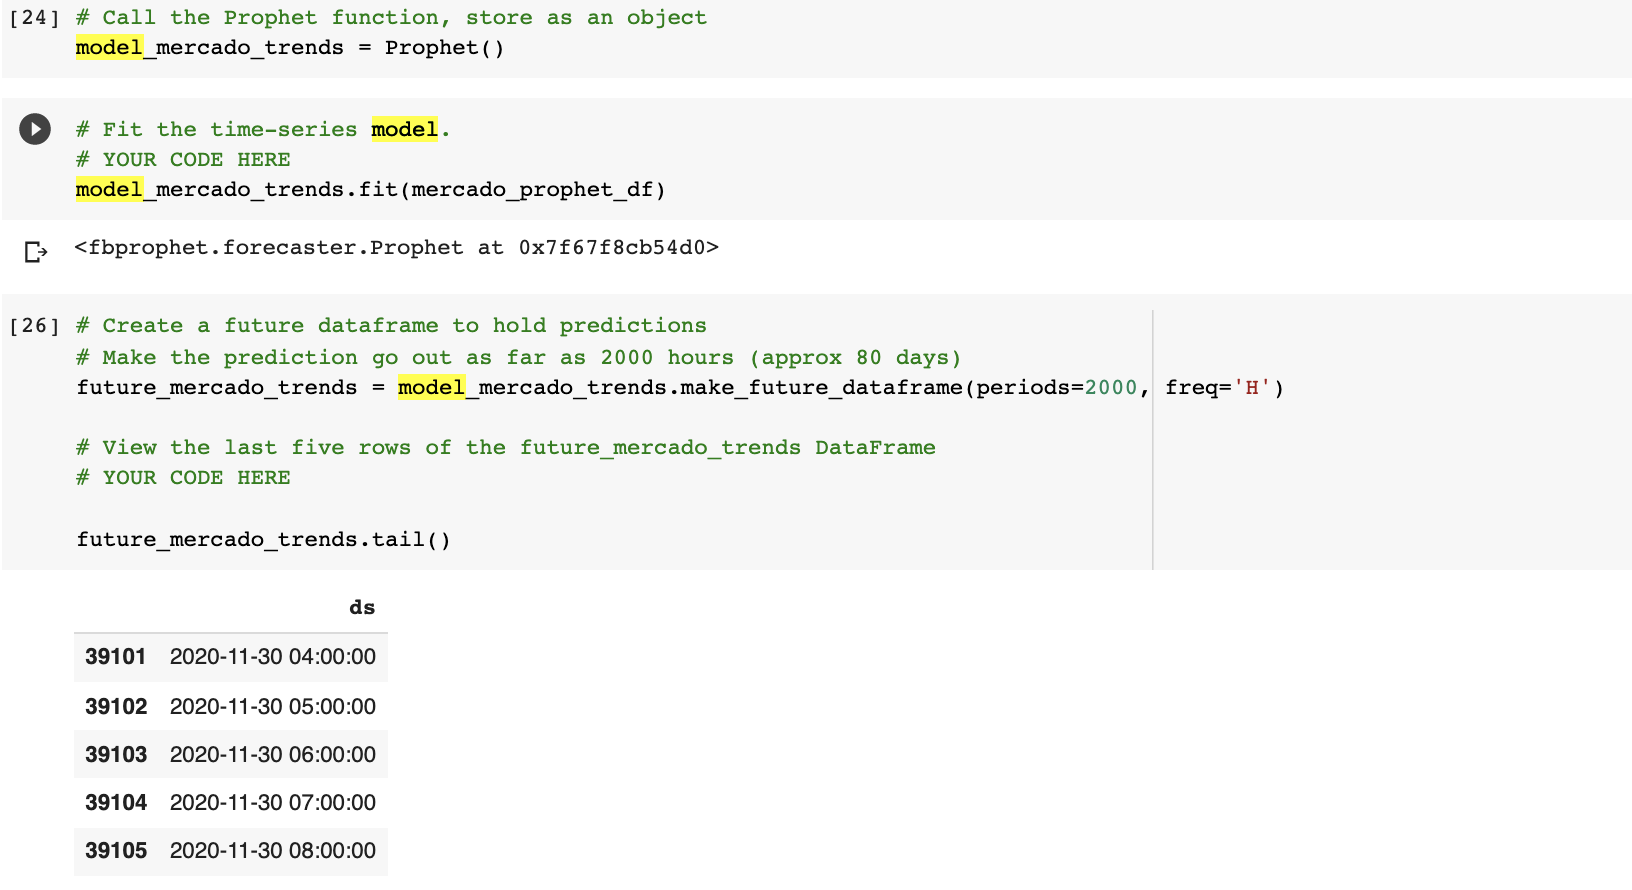 [24] # Call the Prophet function, store as an object
model_mercado_trends = Prophet()
# Fit the time-series model.
# YOUR CODE HERE
model_mercado_trends.fit(mercado_prophet_df)
<fbprophet.forecaster.Prophet at 0x7f67f8cb54d0>
[26] # Create a future dataframe to hold predictions
# Make the prediction go out as far as 2000 hours (approx 80 days)
future_mercado_trends = model_mercado_trends.make_future_dataframe(periods=2000, freq='H')
# View the last five rows of the future_mercado_trends DataFrame
# YOUR CODE HERE
future_mercado_trends.tail()
ds
39101 2020-11-30 04:00:00
39102 2020-11-30 05:00:00
39103 2020-11-30 06:00:00
39104 2020-11-30 07:00:00
39105 2020-11-30 08:00:00